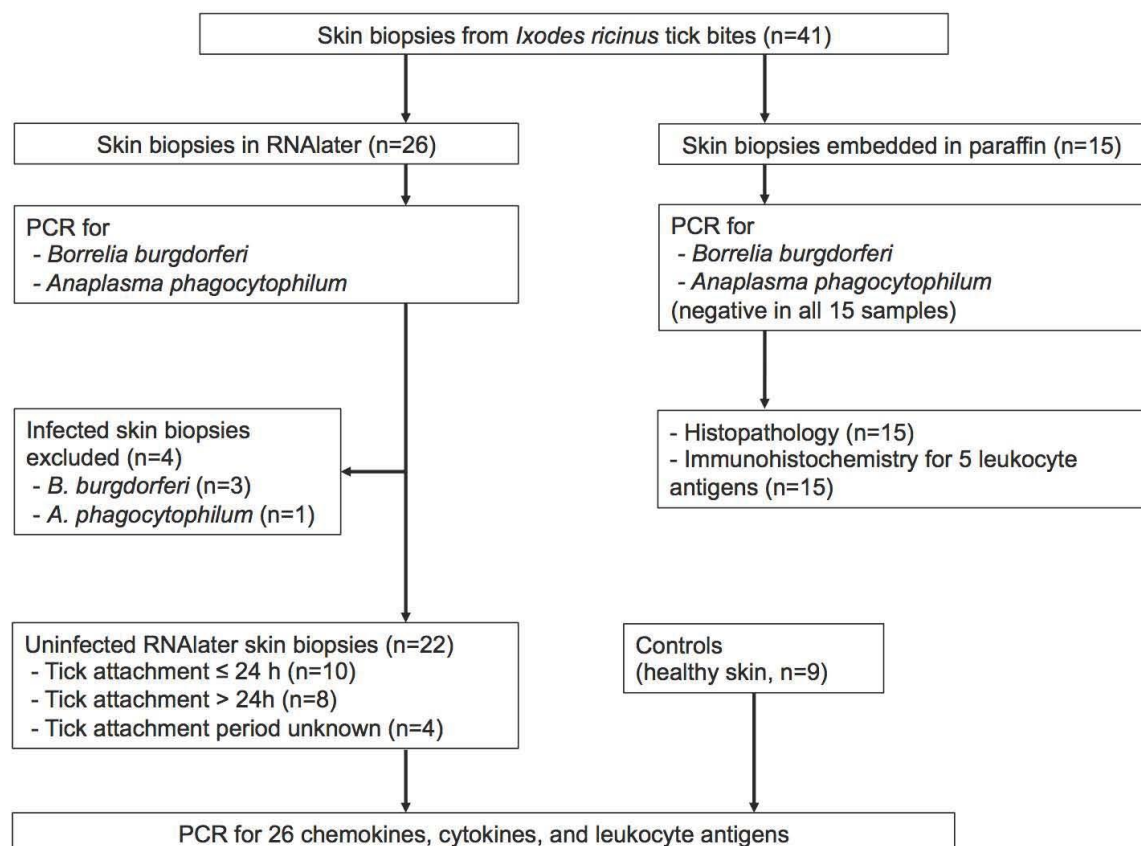 Skin biopsies from Ixodes ricinus tick bites (n=41)
Skin biopsies in RNAlater (n=26)
Skin biopsies embedded in paraffin (n=15)
PCR for
- Borrelia burgdorferi
- Anaplasma phagocytophilum
PCR for
- Borrelia burgdorferi
- Anaplasma phagocytophilum
(negative in all 15 samples)
Infected skin biopsies
excluded (n=4)
- B. burgdorferi (n=3)
- A. phagocytophilum (n=1)
- Histopathology (n=15)
- Immunohistochemistry for 5 leukocyte
antigens (n=15)
Uninfected RNAlater skin biopsies (n=22)
- Tick attachment ≤ 24 h (n=10)
- Tick attachment > 24h (n=8)
- Tick attachment period unknown (n=4)
Controls
(healthy skin, n=9)
PCR for 26 chemokines, cytokines, and leukocyte antigens